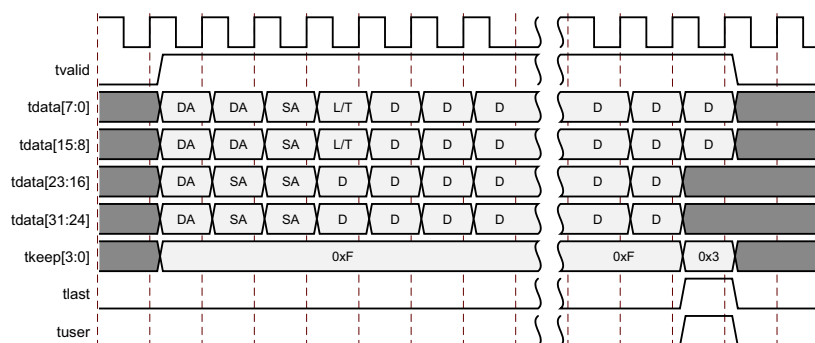 tvalid
tdata[7:0] DA DA SA L/T D D D D D D
tdata[15:8] DA DA SA L/T D D D D D D
tdata[23:16] DA SA SA D D D D D D
tdata[31:24] DA SA SA D D D D D D
tkeep[3:0] 0xF 0xF 0x3
tlast
tuser